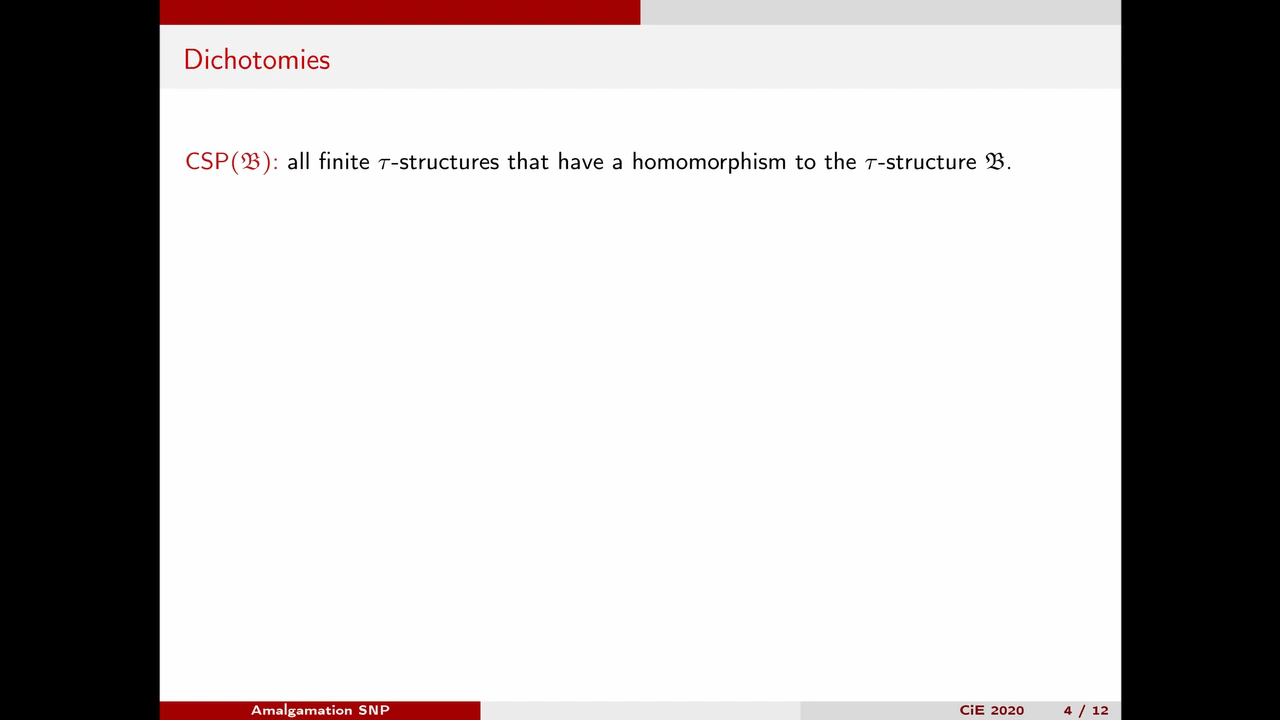 Dichotomies
CSP(𝔅): all finite τ-structures that have a homomorphism to the τ-structure 𝔅.
Amalgamation SNP
CiE 2020 4 / 12